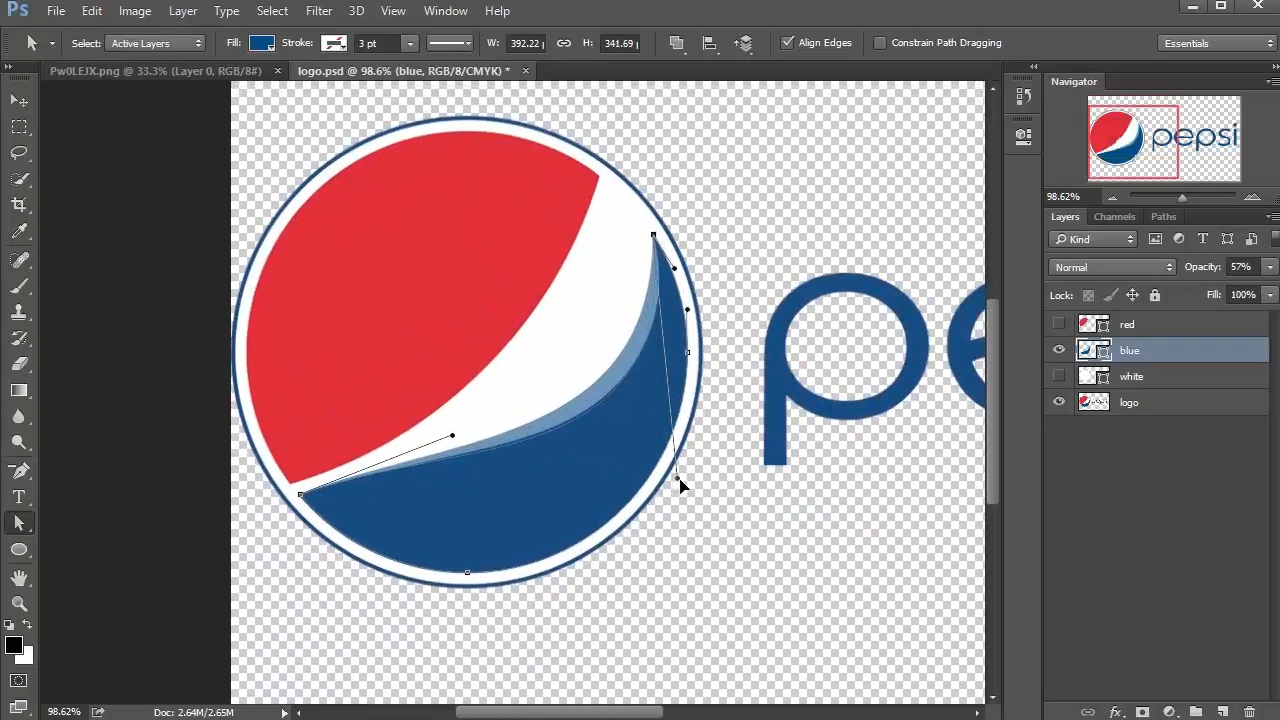 Ps File Edit Image Layer Type Select Filter 3D View Window Help
Select: Active Layers Fill: Stroke: 3 pt W: 392.22 H: 341.69 Align Edges Constrain Path Dragging Essentials
Pw0LEJX.png @ 33.3% (Layer 0, RGB/8#) × logo.psd @ 98.6% (blue, RGB/8/CMYK) * ×
Navigator
pepsi
98.62%
Layers Channels Paths
Kind
Normal Opacity: 57%
Lock: Fill: 100%
red
blue
white
logo
pe
T
98.62% Doc: 2.64M/2.65M
fx